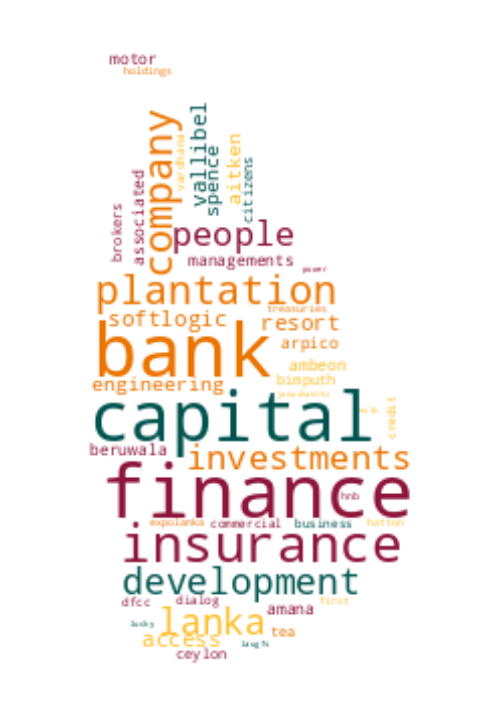 motor
holdings
company
vardhana
vallibel
spence
aitken
citizens
associated
brokers
people
managements
power
plantation
treasuries
softlogic
resort
bank
arpico
ambeon
bimputh
engineering
janashakthi
capital
credit
beruwala
investments
finance
hnb
expolanka
commercial
business
hatton
insurance
development
dfcc
dialog
first
amana
lucky
lanka
tea
access
laugfs
ceylon